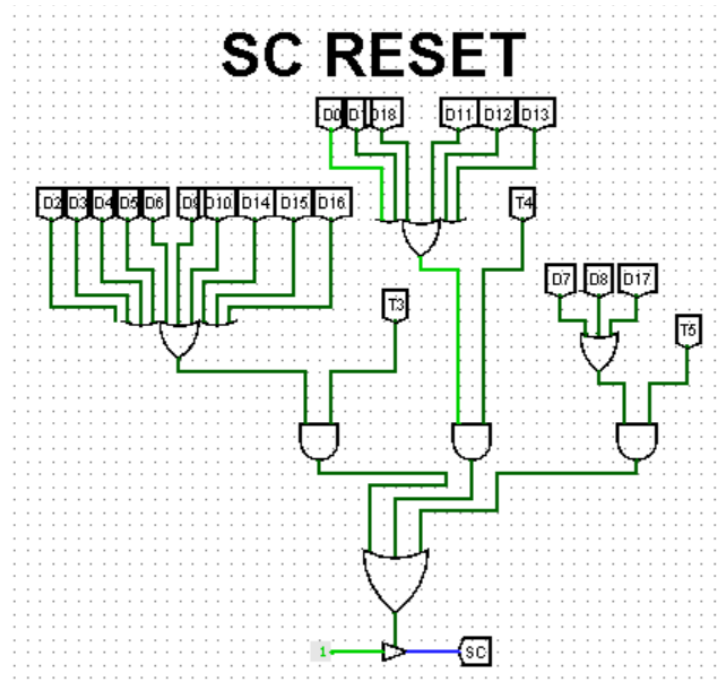 SC RESET
D0 D1 D18 D11 D12 D13
D2 D3 D4 D5 D6 D9 D10 D14 D15 D16 T4
D7 D8 D17
T3
T5
1 SC